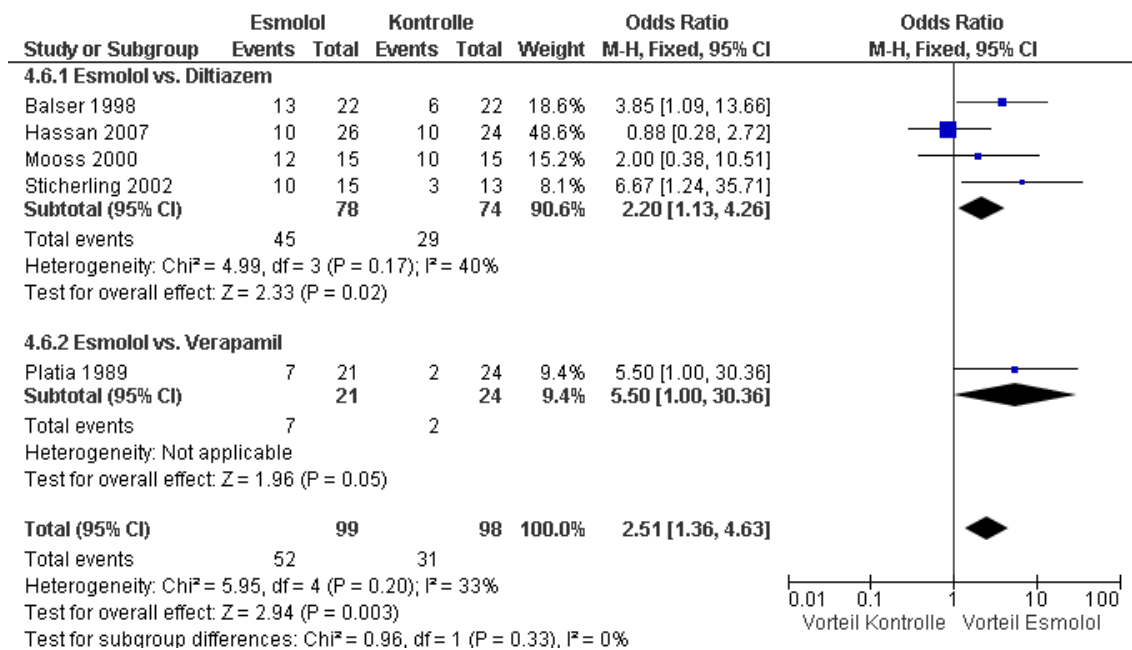 Esmolol Kontrolle Odds Ratio Odds Ratio
Study or Subgroup Events Total Events Total Weight M-H, Fixed, 95% CI M-H, Fixed, 95% CI
4.6.1 Esmolol vs. Diltiazem
Balser 1998 13 22 6 22 18.6% 3.85 [1.09, 13.66]
Hassan 2007 10 26 10 24 48.6% 0.88 [0.28, 2.72]
Mooss 2000 12 15 10 15 15.2% 2.00 [0.38, 10.51]
Sticherling 2002 10 15 3 13 8.1% 6.67 [1.24, 35.71]
Subtotal (95% CI) 78 74 90.6% 2.20 [1.13, 4.26]
Total events 45 29
Heterogeneity: Chi² = 4.99, df = 3 (P = 0.17); I² = 40%
Test for overall effect: Z = 2.33 (P = 0.02)
4.6.2 Esmolol vs. Verapamil
Platia 1989 7 21 2 24 9.4% 5.50 [1.00, 30.36]
Subtotal (95% CI) 21 24 9.4% 5.50 [1.00, 30.36]
Total events 7 2
Heterogeneity: Not applicable
Test for overall effect: Z = 1.96 (P = 0.05)
Total (95% CI) 99 98 100.0% 2.51 [1.36, 4.63]
Total events 52 31
Heterogeneity: Chi² = 5.95, df = 4 (P = 0.20); I² = 33%
Test for overall effect: Z = 2.94 (P = 0.003)
Test for subgroup differences: Chi² = 0.96, df = 1 (P = 0.33), I² = 0%
0.01 0.1 1 10 100
Vorteil Kontrolle Vorteil Esmolol